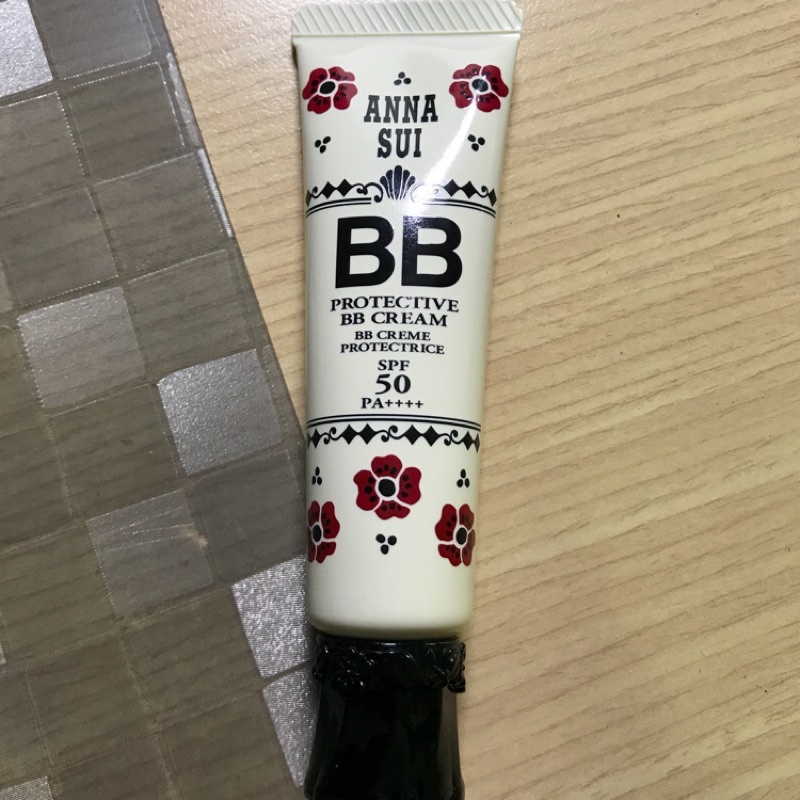 ANNA
SUI
BB
PROTECTIVE
BB CREAM
BB CREME
PROTECTRICE
SPF
50
PA++++